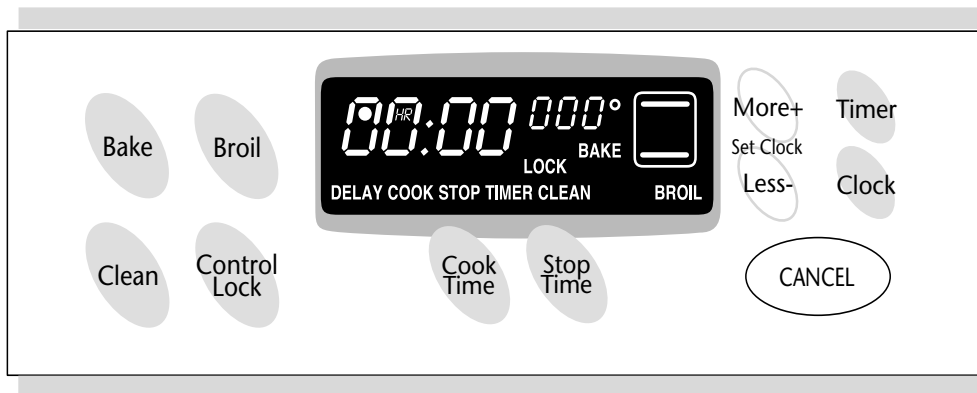 Bake
Broil
Clean
Control
Lock
00:00
HR
000°
BAKE
LOCK
DELAY COOK STOP TIMER CLEAN
BROIL
Cook
Time
Stop
Time
More+
Set Clock
Less-
Timer
Clock
CANCEL